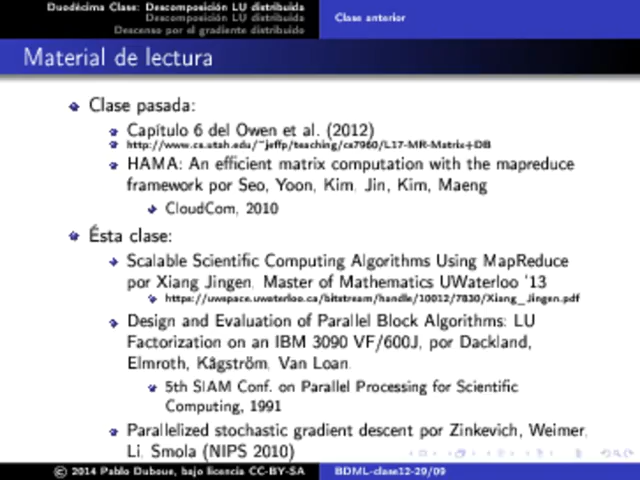 Duodécima Clase: Descomposición LU distribuida
Descomposición LU distribuida
Descenso por el gradiente distribuido
Clase anterior
Material de lectura
Clase pasada:
Capítulo 6 del Owen et al. (2012)
http://www.cs.utah.edu/~jeffp/teaching/cs7960/L17-MR-Matrix+DB
HAMA: An efficient matrix computation with the mapreduce
framework por Seo, Yoon, Kim, Jin, Kim, Maeng
CloudCom, 2010
Ésta clase:
Scalable Scientific Computing Algorithms Using MapReduce
por Xiang Jingen, Master of Mathematics UWaterloo '13
https://uwspace.uwaterloo.ca/bitstream/handle/10012/7830/Xiang_Jingen.pdf
Design and Evaluation of Parallel Block Algorithms: LU
Factorization on an IBM 3090 VF/600J, por Dackland,
Elmroth, Kågström, Van Loan.
5th SIAM Conf. on Parallel Processing for Scientific
Computing, 1991
Parallelized stochastic gradient descent por Zinkevich, Weimer,
Li, Smola (NIPS 2010)
© 2014 Pablo Duboue, bajo licencia CC-BY-SA
BDML-clase12-29/09